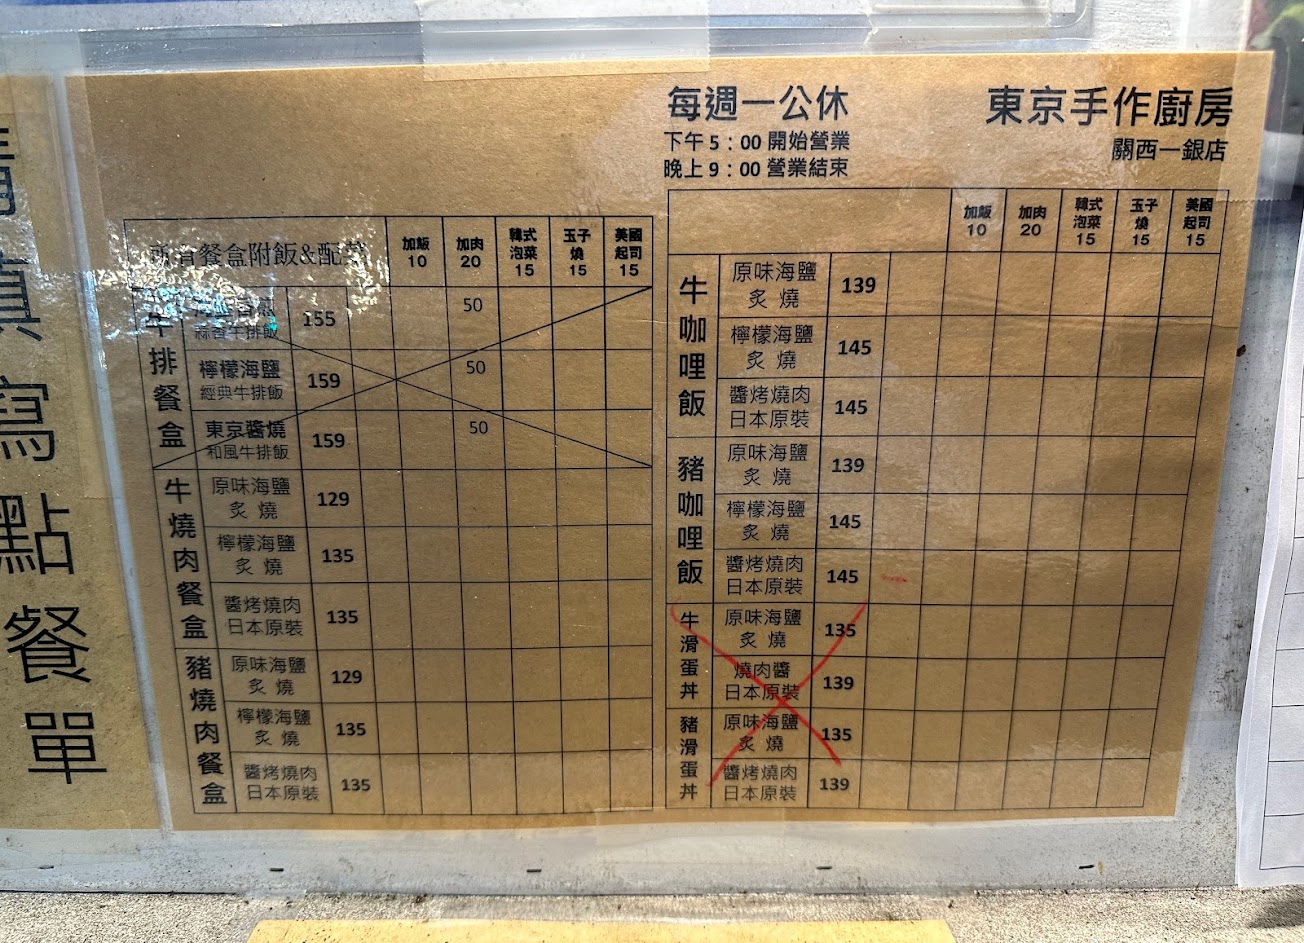 填寫點餐單
每週一公休
下午5：00 開始營業
晚上9：00 營業結束
東京手作廚房
關西一銀店
所有餐盒附飯&配菜
加飯 10
加肉 20
韓式泡菜 15
玉子燒 15
美國起司 15
牛排餐盒
蒜香牛排飯
155
50
檸檬海鹽
經典牛排飯
159
50
東京醬燒
和風牛排飯
159
50
牛燒肉餐盒
原味海鹽
炙 燒
129
檸檬海鹽
炙 燒
135
醬烤燒肉
日本原裝
135
豬燒肉餐盒
原味海鹽
炙 燒
129
檸檬海鹽
炙 燒
135
醬烤燒肉
日本原裝
135
加飯 10
加肉 20
韓式泡菜 15
玉子燒 15
美國起司 15
牛咖哩飯
原味海鹽
炙 燒
139
檸檬海鹽
炙 燒
145
醬烤燒肉
日本原裝
145
豬咖哩飯
原味海鹽
炙 燒
139
檸檬海鹽
炙 燒
145
醬烤燒肉
日本原裝
145
牛滑蛋丼
原味海鹽
炙 燒
135
燒肉醬
日本原裝
139
豬滑蛋丼
原味海鹽
炙 燒
135
醬烤燒肉
日本原裝
139